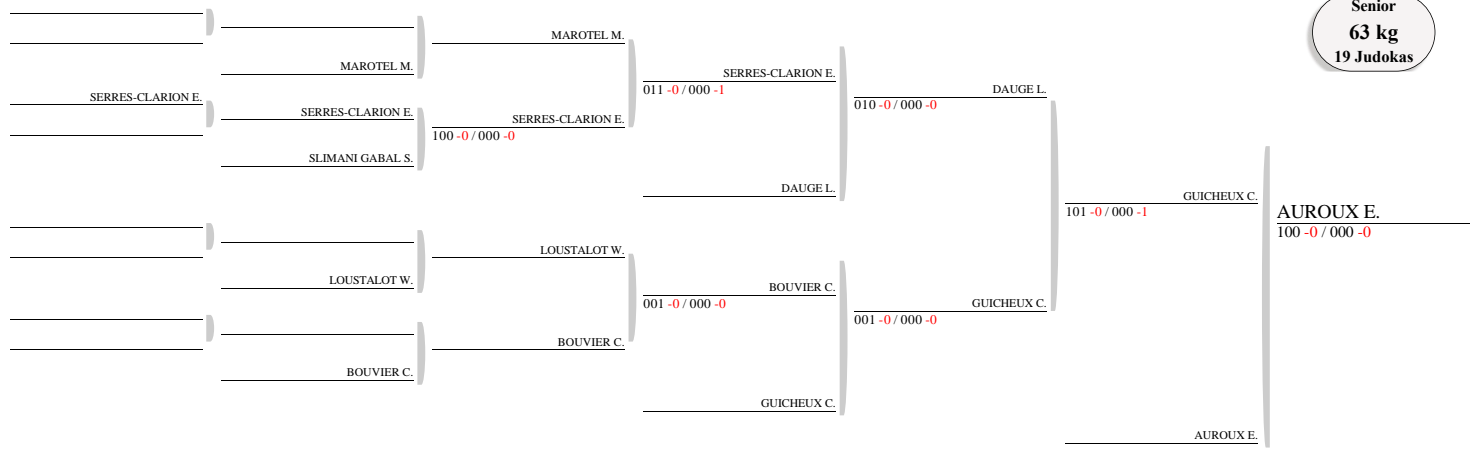 Senior
63 kg
19 Judokas
MAROTEL M.
MAROTEL M.
SERRES-CLARION E.
SERRES-CLARION E.
011 -0 / 000 -1
DAUGE L.
010 -0 / 000 -0
SERRES-CLARION E.
SERRES-CLARION E.
100 -0 / 000 -0
SLIMANI GABAL S.
DAUGE L.
GUICHEUX C.
101 -0 / 000 -1
AUROUX E.
100 -0 / 000 -0
LOUSTALOT W.
LOUSTALOT W.
BOUVIER C.
001 -0 / 000 -0
GUICHEUX C.
001 -0 / 000 -0
BOUVIER C.
BOUVIER C.
GUICHEUX C.
AUROUX E.